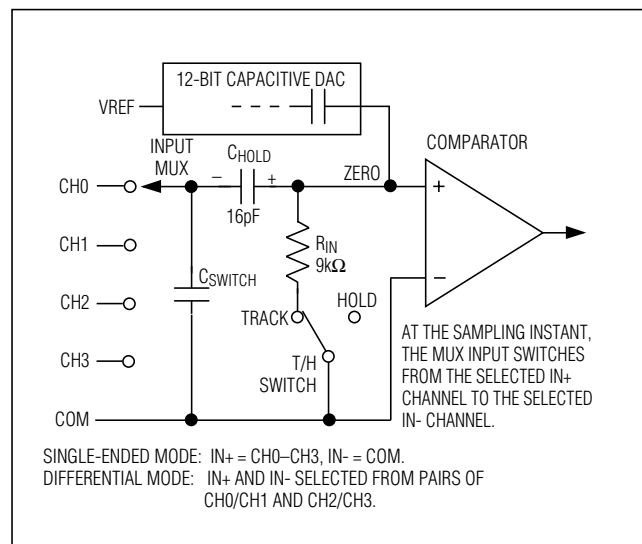 12-BIT CAPACITIVE DAC
VREF
COMPARATOR
INPUT
MUX
CHOLD
ZERO
CH0
− + +
16pF
RIN
9kΩ
CH1
CSWITCH
−
HOLD
CH2
TRACK
AT THE SAMPLING INSTANT,
THE MUX INPUT SWITCHES
FROM THE SELECTED IN+
CHANNEL TO THE SELECTED
IN- CHANNEL.
CH3
T/H
SWITCH
COM
SINGLE-ENDED MODE: IN+ = CH0–CH3, IN- = COM.
DIFFERENTIAL MODE: IN+ AND IN- SELECTED FROM PAIRS OF
CH0/CH1 AND CH2/CH3.